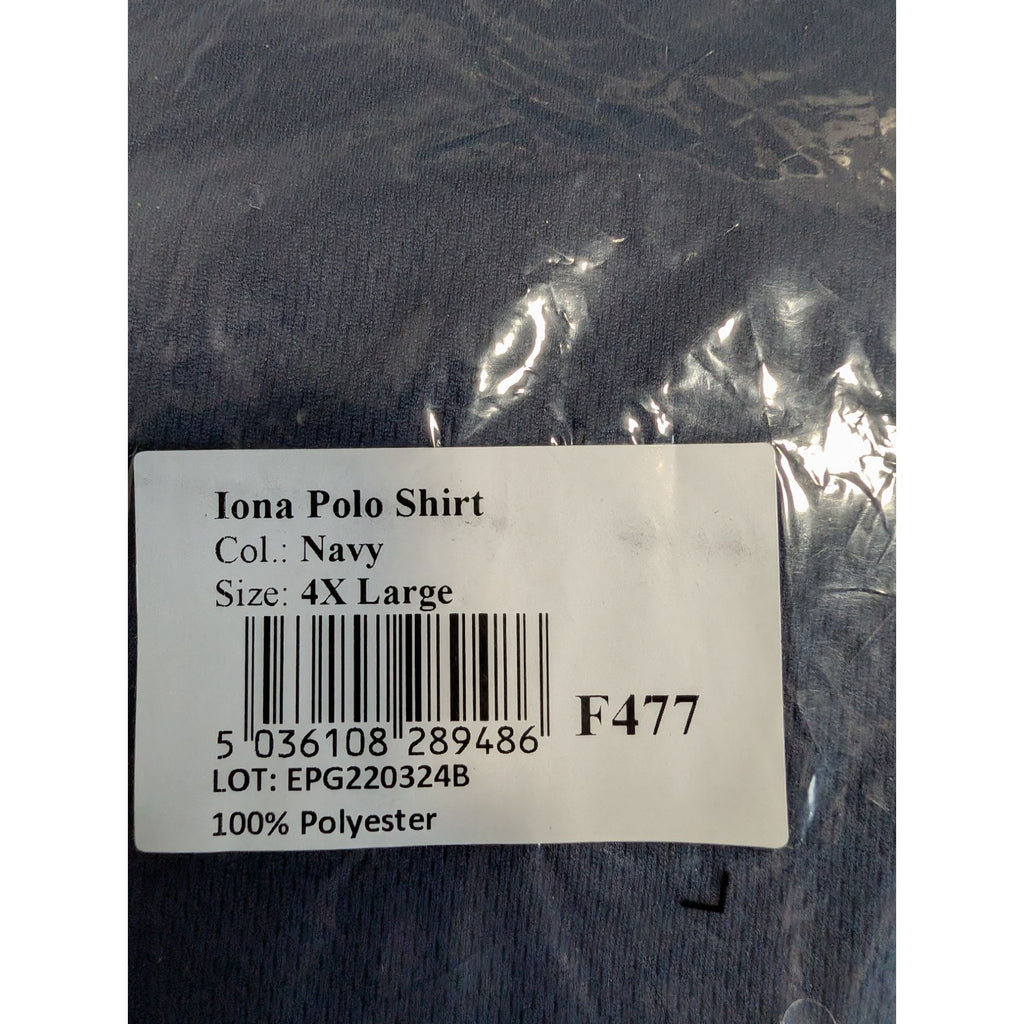 Iona Polo Shirt
Col.: Navy
Size: 4X Large
5 036108 289486
F477
LOT: EPG220324B
100% Polyester
L